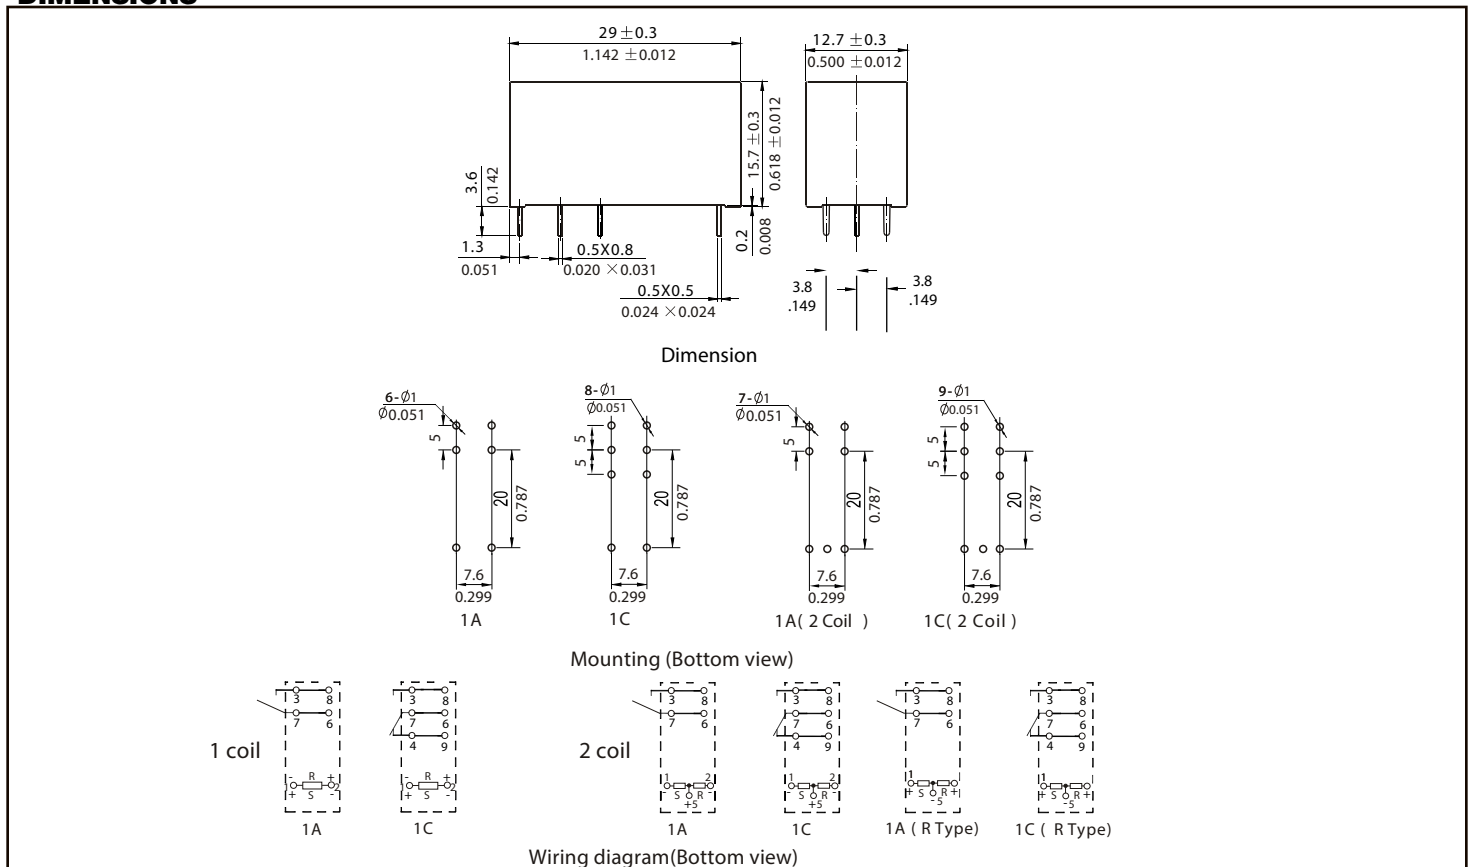 DIMENSIONS
29 ±0.3
1.142 ±0.012
12.7 ±0.3
0.500 ±0.012
15.7 ±0.3
0.618 ±0.012
3.6
0.142
0.2
0.008
1.3
0.051
0.5X0.8
0.020 ×0.031
0.5X0.5
0.024 ×0.024
3.8
.149
3.8
.149
Dimension
6-Ø1
Ø0.051
5
20
0.787
7.6
0.299
1A
8-Ø1
Ø0.051
5
5
20
0.787
7.6
0.299
1C
7-Ø1
Ø0.051
5
20
0.787
7.6
0.299
1A( 2 Coil )
9-Ø1
Ø0.051
5
5
20
0.787
7.6
0.299
1C( 2 Coil )
Mounting (Bottom view)
1 coil
3 8
7 6
- R +
+ S - 2
1A
3 8
7 6
4 9
- R +
+ S - 2
1C
2 coil
3 8
7 6
1 2
- S R -
+5
1A
3 8
7 6
4 9
1 2
- S R -
+5
1C
3 8
7 6
1
+ S R +
-5
1A ( R Type)
3 8
7 6
4 9
1
+ S R +
-5
1C ( R Type)
Wiring diagram(Bottom view)